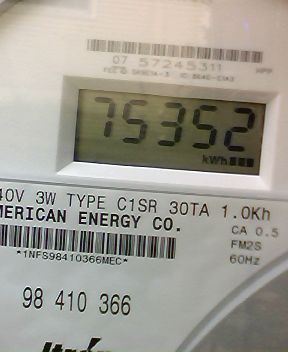 07 57245311
75352
kWh
40V 3W TYPE C1SR 30TA 1.0Kh
MERICAN ENERGY CO.
CA 0.5
FM2S
60Hz
*1NFS98410366MEC*
98 410 366
Itrón